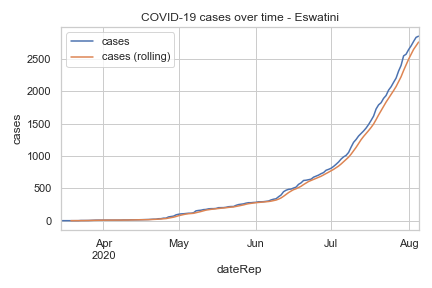 COVID-19 cases over time - Eswatini
cases
cases (rolling)
2500
2000
1500
1000
500
0
cases
Apr
2020
May
Jun
Jul
Aug
dateRep